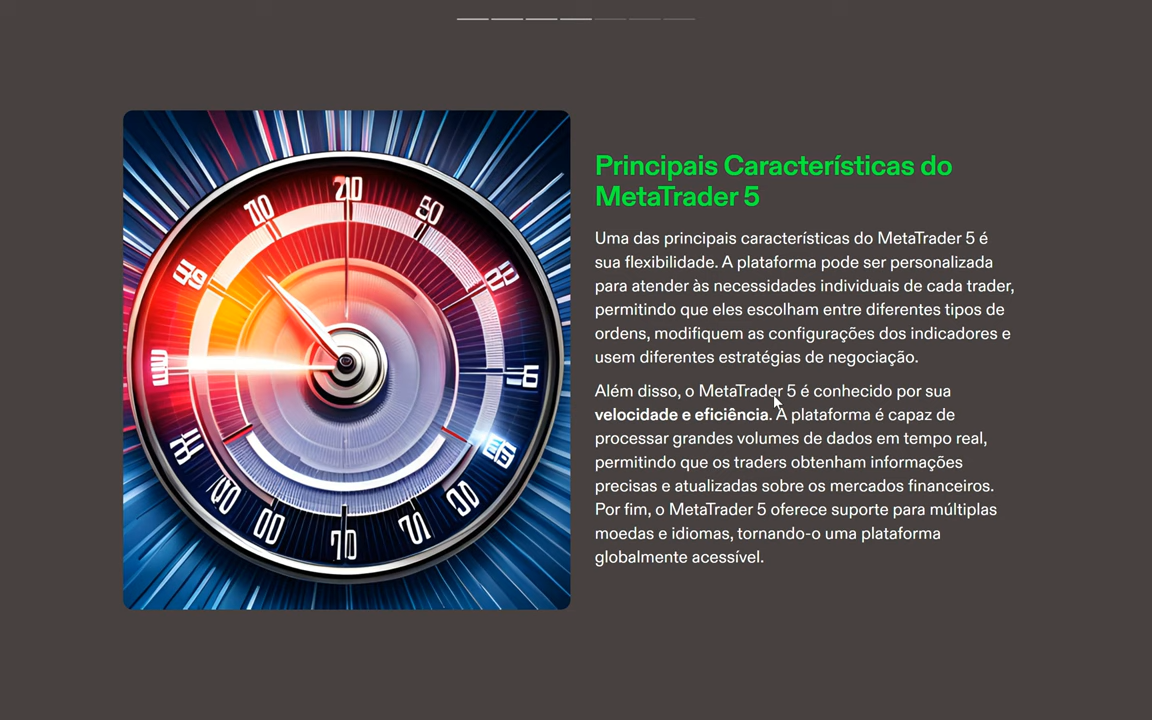 Principais Características do
MetaTrader 5
Uma das principais características do MetaTrader 5 é
sua flexibilidade. A plataforma pode ser personalizada
para atender às necessidades individuais de cada trader,
permitindo que eles escolham entre diferentes tipos de
ordens, modifiquem as configurações dos indicadores e
usem diferentes estratégias de negociação.
Além disso, o MetaTrader 5 é conhecido por sua
velocidade e eficiência. A plataforma é capaz de
processar grandes volumes de dados em tempo real,
permitindo que os traders obtenham informações
precisas e atualizadas sobre os mercados financeiros.
Por fim, o MetaTrader 5 oferece suporte para múltiplas
moedas e idiomas, tornando-o uma plataforma
globalmente acessível.